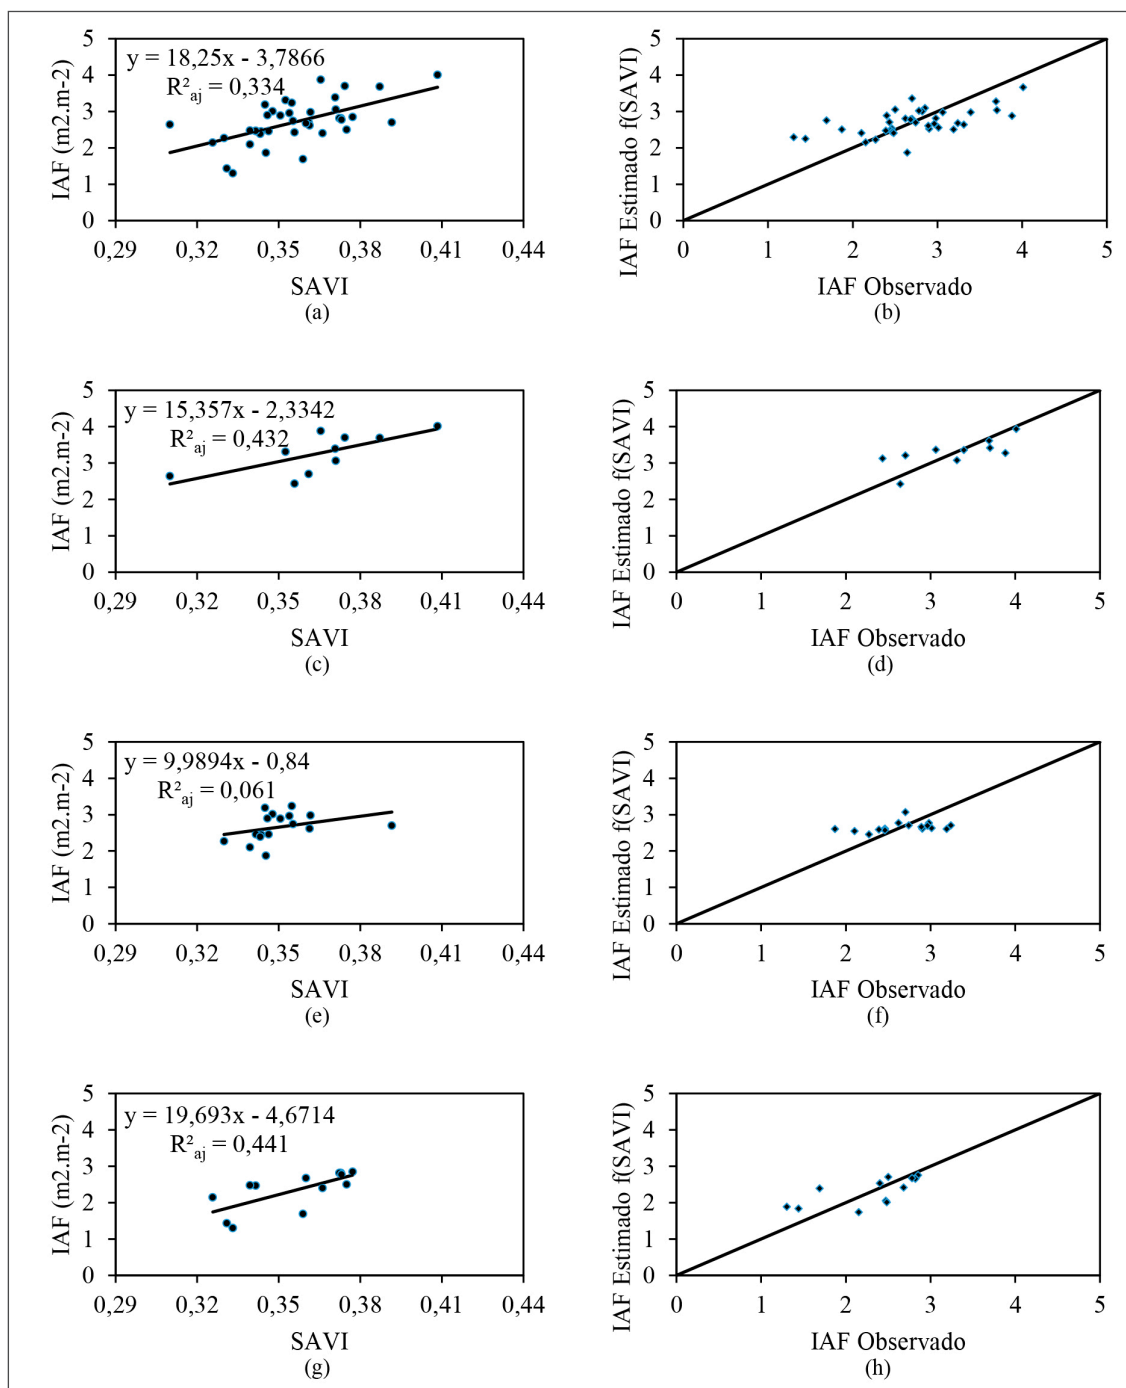 y = 18,25x - 3,7866
R²aj = 0,334
IAF (m2.m-2)
5
4
3
2
1
0
0,29 0,32 0,35 0,38 0,41 0,44
SAVI
(a)
IAF Estimado f(SAVI)
5
4
3
2
1
0
0 1 2 3 4 5
IAF Observado
(b)
y = 15,357x - 2,3342
R²aj = 0,432
IAF (m2.m-2)
5
4
3
2
1
0
0,29 0,32 0,35 0,38 0,41 0,44
SAVI
(c)
IAF Estimado f(SAVI)
5
4
3
2
1
0
0 1 2 3 4 5
IAF Observado
(d)
y = 9,9894x - 0,84
R²aj = 0,061
IAF (m2.m-2)
5
4
3
2
1
0
0,29 0,32 0,35 0,38 0,41 0,44
SAVI
(e)
IAF Estimado f(SAVI)
5
4
3
2
1
0
0 1 2 3 4 5
IAF Observado
(f)
y = 19,693x - 4,6714
R²aj = 0,441
IAF (m2.m-2)
5
4
3
2
1
0
0,29 0,32 0,35 0,38 0,41 0,44
SAVI
(g)
IAF Estimado f(SAVI)
5
4
3
2
1
0
0 1 2 3 4 5
IAF Observado
(h)